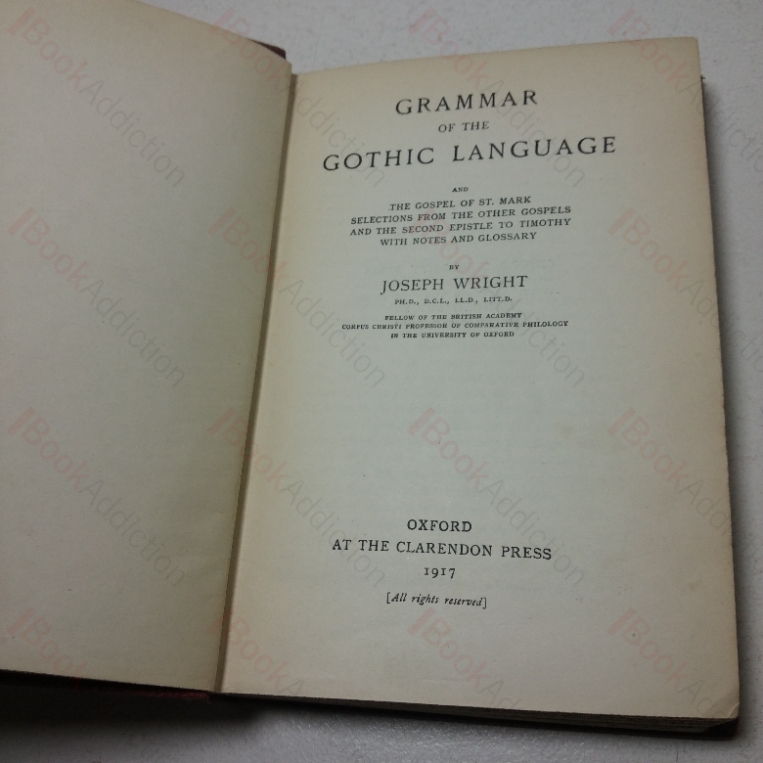 GRAMMAR
OF THE
GOTHIC LANGUAGE
AND
THE GOSPEL OF ST. MARK
SELECTIONS FROM THE OTHER GOSPELS
AND THE SECOND EPISTLE TO TIMOTHY
WITH NOTES AND GLOSSARY
BY
JOSEPH WRIGHT
PH.D., D.C.L., LL.D., LITT.D.
FELLOW OF THE BRITISH ACADEMY
CORPUS CHRISTI PROFESSOR OF COMPARATIVE PHILOLOGY
IN THE UNIVERSITY OF OXFORD
OXFORD
AT THE CLARENDON PRESS
1917
[All rights reserved]
BookAddiction